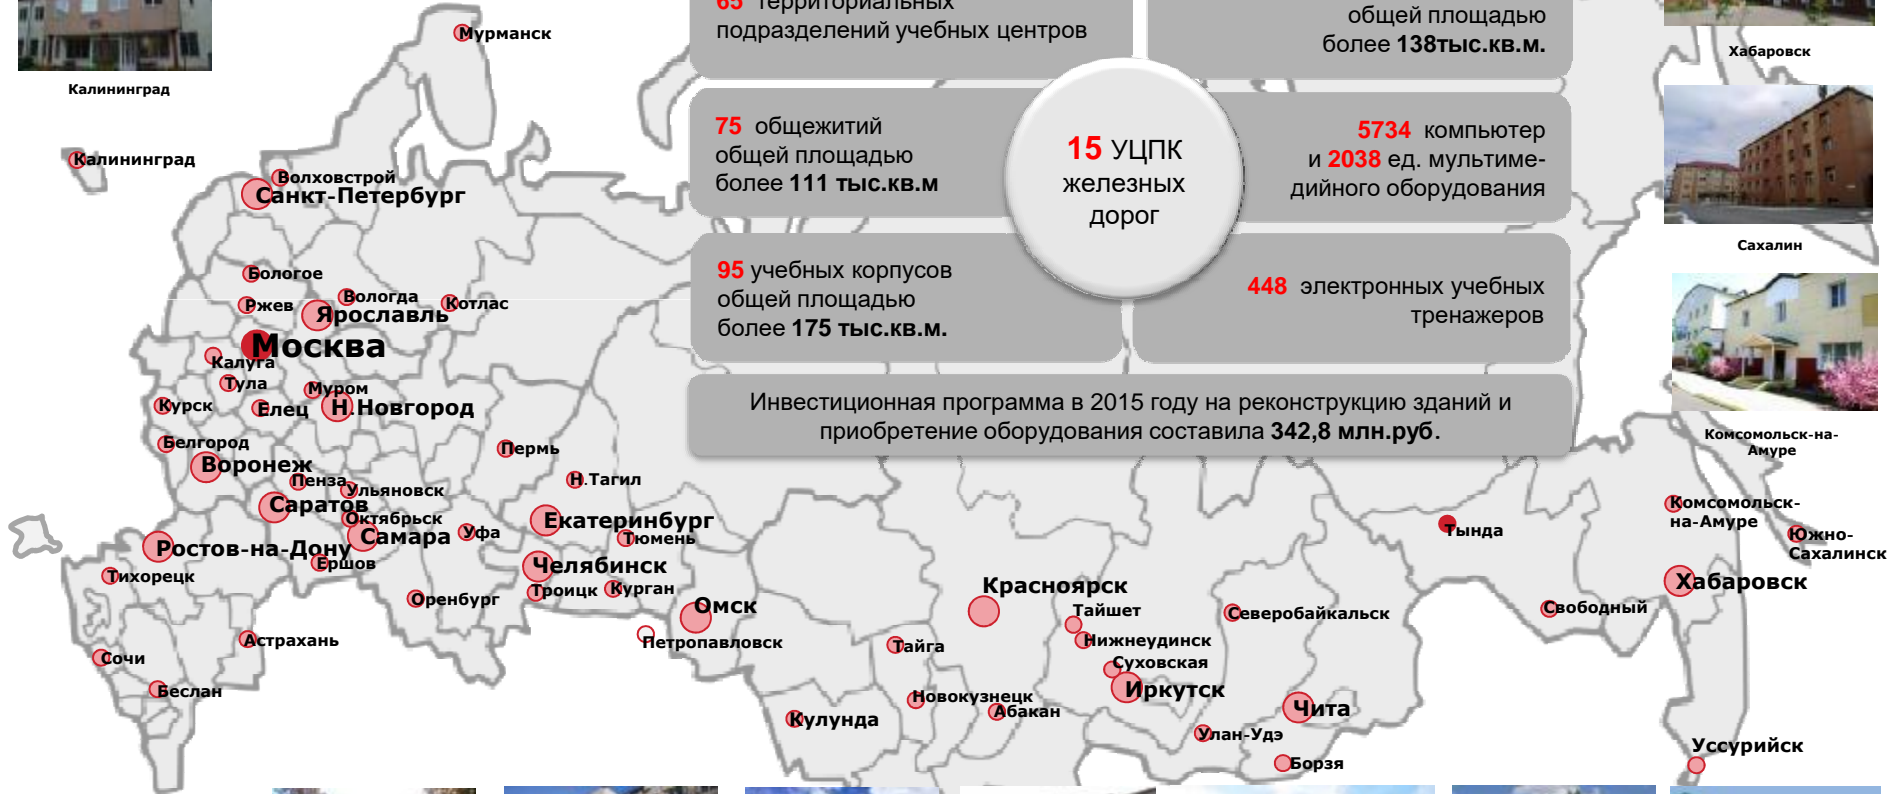 65 территориальных
подразделений учебных центров
общей площадью
более 138тыс.кв.м.
75 общежитий
общей площадью
более 111 тыс.кв.м
15 УЦПК
железных
дорог
5734 компьютер
и 2038 ед. мультиме-
дийного оборудования
95 учебных корпусов
общей площадью
более 175 тыс.кв.м.
448 электронных учебных
тренажеров
Инвестиционная программа в 2015 году на реконструкцию зданий и
приобретение оборудования составила 342,8 млн.руб.
Калининград
Хабаровск
Сахалин
Комсомольск-на-
Амуре
Мурманск
Калининград
Волховстрой
Санкт-Петербург
Бологое
Ржев
Вологда
Котлас
Ярославль
Москва
Калуга
Тула
Муром
Курск
Елец
Н.Новгород
Белгород
Воронеж
Пенза
Ульяновск
Пермь
Н.Тагил
Саратов
Октябрьск
Самара
Уфа
Екатеринбург
Тюмень
Ростов-на-Дону
Ершов
Челябинск
Тихорецк
Троицк
Курган
Оренбург
Омск
Петропавловск
Астрахань
Сочи
Беслан
Красноярск
Тайшет
Нижнеудинск
Суховская
Иркутск
Тайга
Новокузнецк
Абакан
Кулунда
Северобайкальск
Чита
Улан-Удэ
Борзя
Тында
Свободный
Комсомольск-
на-Амуре
Южно-
Сахалинск
Хабаровск
Уссурийск